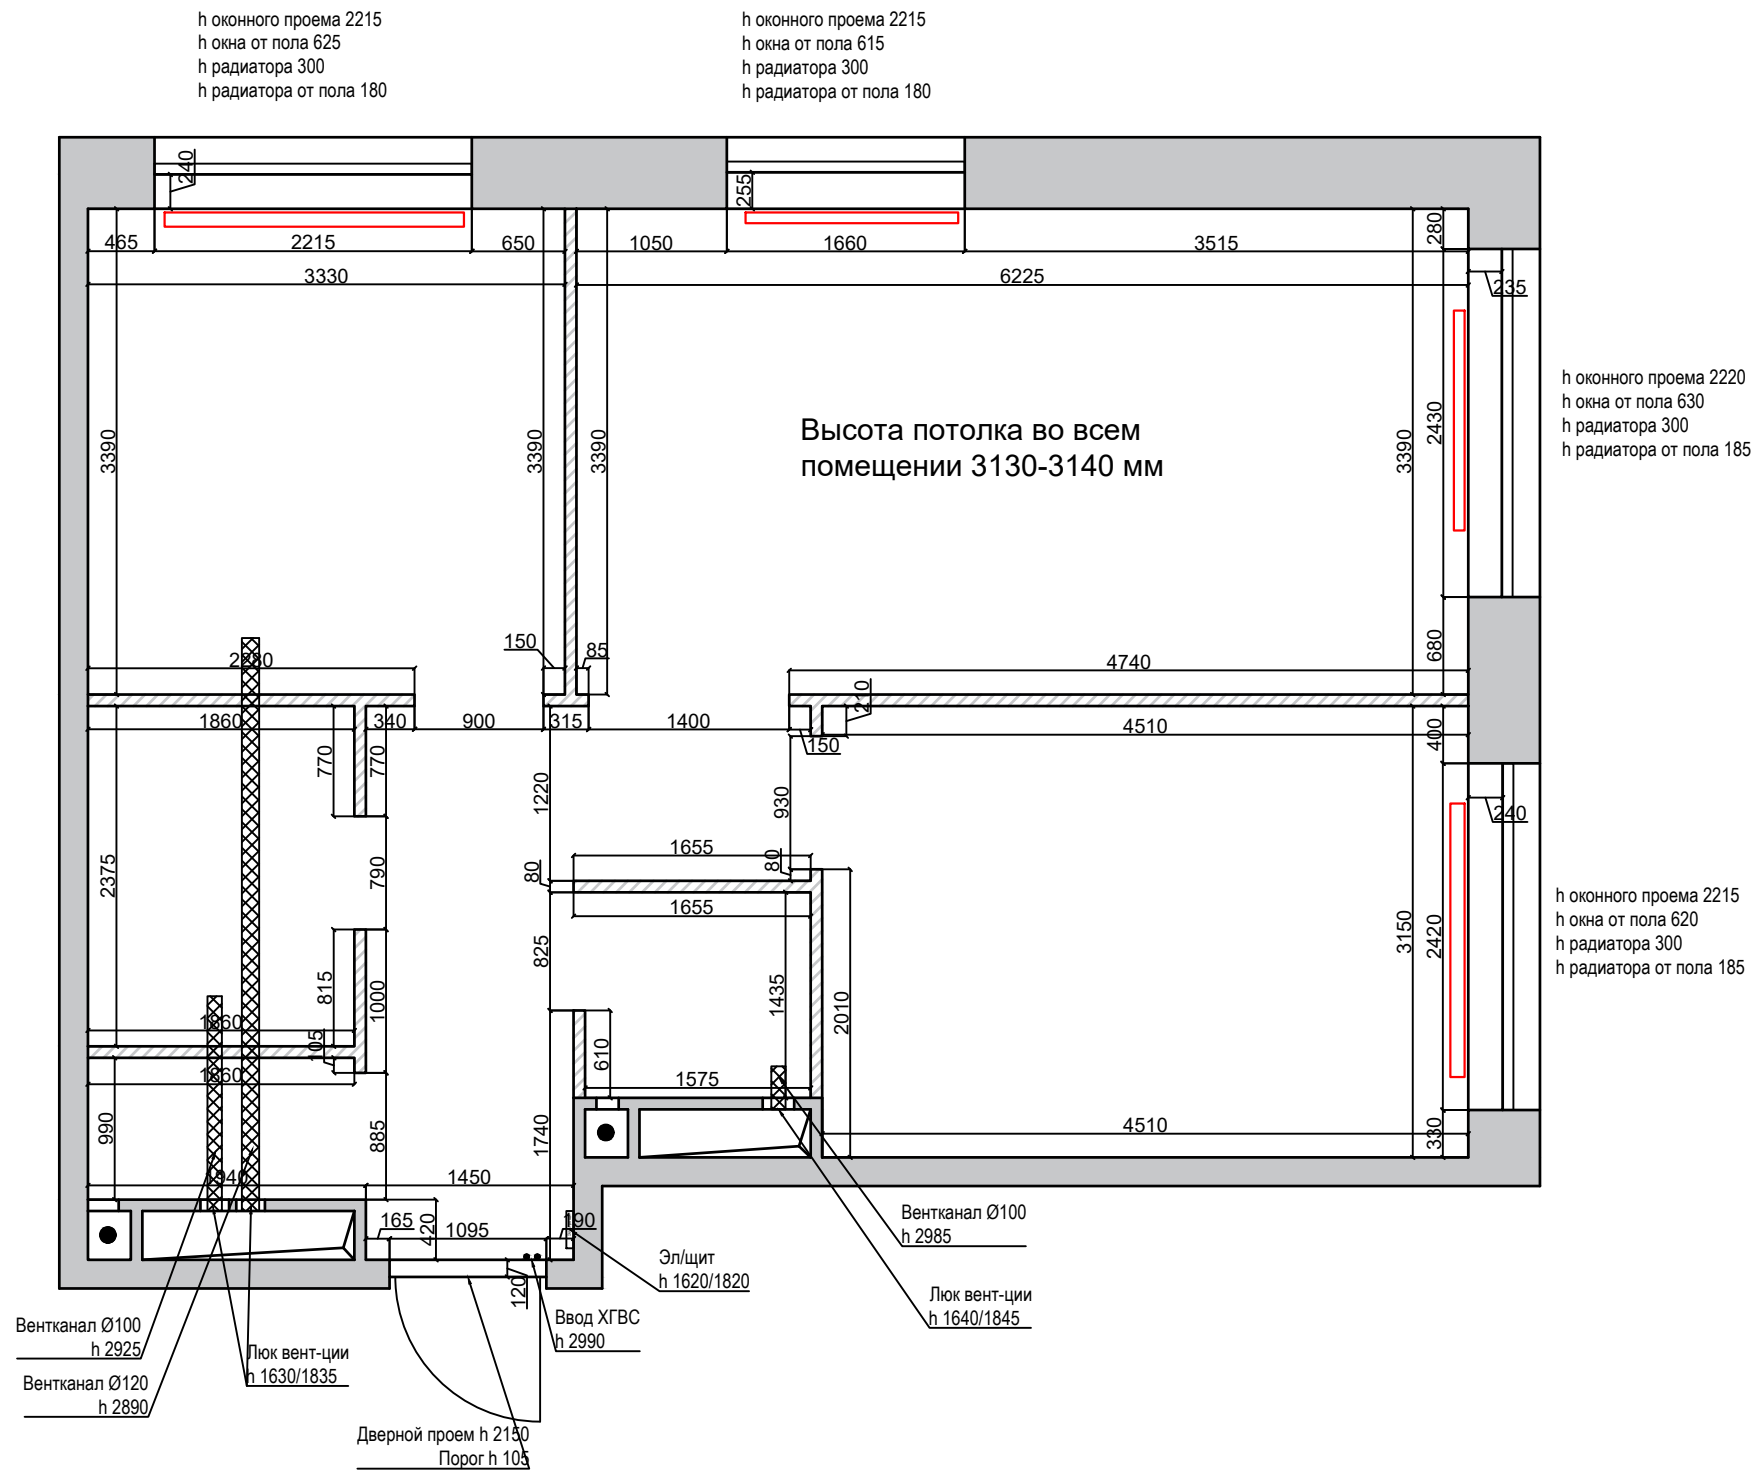 h оконного проема 2215
h окна от пола 625
h радиатора 300
h радиатора от пола 180
h оконного проема 2215
h окна от пола 615
h радиатора 300
h радиатора от пола 180
240
255
465
2215
650
1050
1660
3515
280
3330
6225
235
h оконного проема 2220
h окна от пола 630
h радиатора 300
h радиатора от пола 185
Высота потолка во всем
помещении 3130-3140 мм
3390
3390
3390
3390
2430
150
85
2280
4740
680
210
1860
340
900
315
1400
150
4510
400
770
770
1220
930
240
2375
790
80
1655
80
1655
h оконного проема 2215
h окна от пола 620
h радиатора 300
h радиатора от пола 185
3150
2420
825
815
1000
1435
2010
1860
105
610
1860
1575
990
885
1740
4510
330
1940
1450
165
420
1095
190
120
Вентканал Ø100
h 2985
Эл/щит
h 1620/1820
Люк вент-ции
h 1640/1845
Ввод ХГВС
h 2990
Вентканал Ø100
h 2925
Люк вент-ции
h 1630/1835
Вентканал Ø120
h 2890
Дверной проем h 2150
Порог h 105